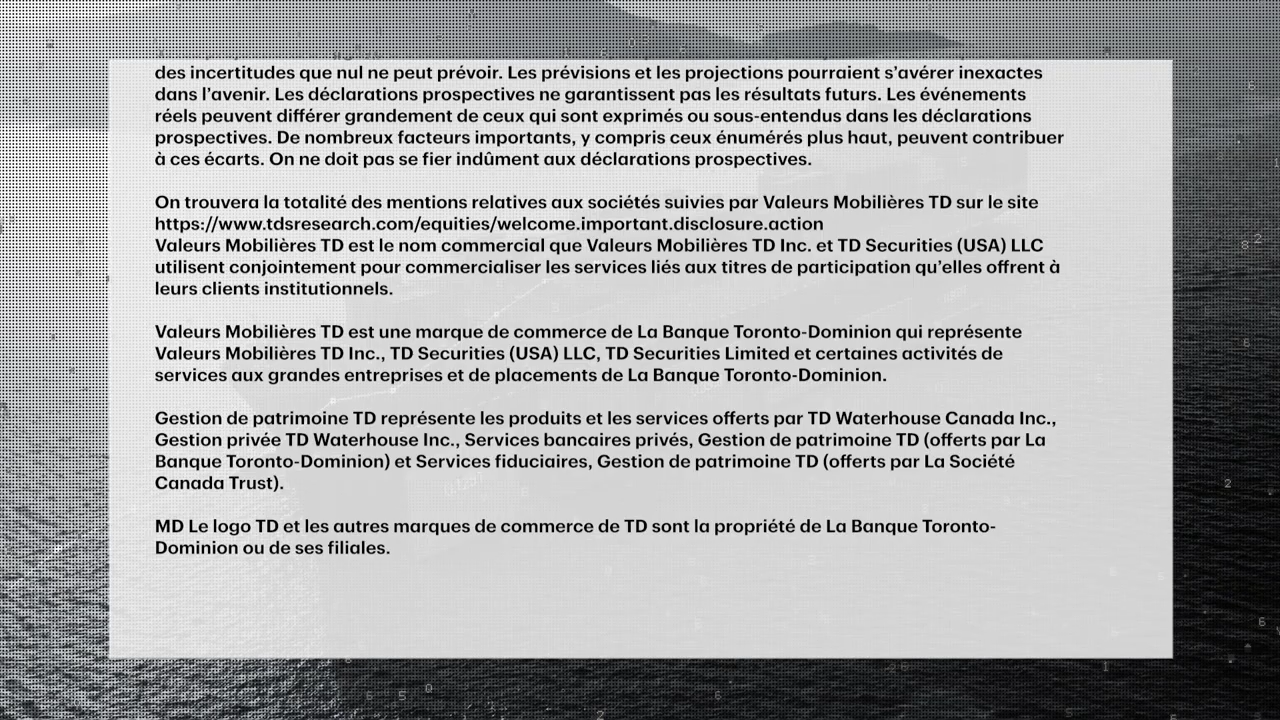 des incertitudes que nul ne peut prévoir. Les prévisions et les projections pourraient s'avérer inexactes
dans l'avenir. Les déclarations prospectives ne garantissent pas les résultats futurs. Les événements
réels peuvent différer grandement de ceux qui sont exprimés ou sous-entendus dans les déclarations
prospectives. De nombreux facteurs importants, y compris ceux énumérés plus haut, peuvent contribuer
à ces écarts. On ne doit pas se fier indûment aux déclarations prospectives.
On trouvera la totalité des mentions relatives aux sociétés suivies par Valeurs Mobilières TD sur le site
https://www.tdsresearch.com/equities/welcome.important.disclosure.action
Valeurs Mobilières TD est le nom commercial que Valeurs Mobilières TD Inc. et TD Securities (USA) LLC
utilisent conjointement pour commercialiser les services liés aux titres de participation qu'elles offrent à
leurs clients institutionnels.
Valeurs Mobilières TD est une marque de commerce de La Banque Toronto-Dominion qui représente
Valeurs Mobilières TD Inc., TD Securities (USA) LLC, TD Securities Limited et certaines activités de
services aux grandes entreprises et de placements de La Banque Toronto-Dominion.
Gestion de patrimoine TD représente les produits et les services offerts par TD Waterhouse Canada Inc.,
Gestion privée TD Waterhouse Inc., Services bancaires privés, Gestion de patrimoine TD (offerts par La
Banque Toronto-Dominion) et Services fiduciaires, Gestion de patrimoine TD (offerts par La Société
Canada Trust).
MD Le logo TD et les autres marques de commerce de TD sont la propriété de La Banque Toronto-
Dominion ou de ses filiales.